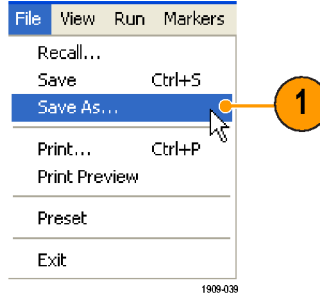 File View Run Markers
Recall...
Save Ctrl+S
Save As...
1
Print... Ctrl+P
Print Preview
Preset
Exit
1909-039